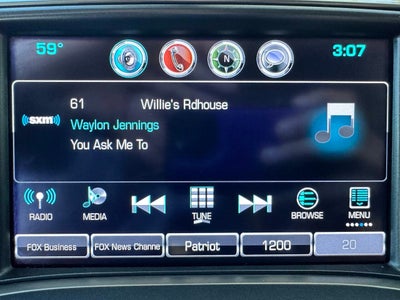 59° N 3:07
61 Willie's Rdhouse
sxm Waylon Jennings
You Ask Me To
RADIO MEDIA TUNE BROWSE MENU
FOX Business FOX News Channe Patriot 1200 20